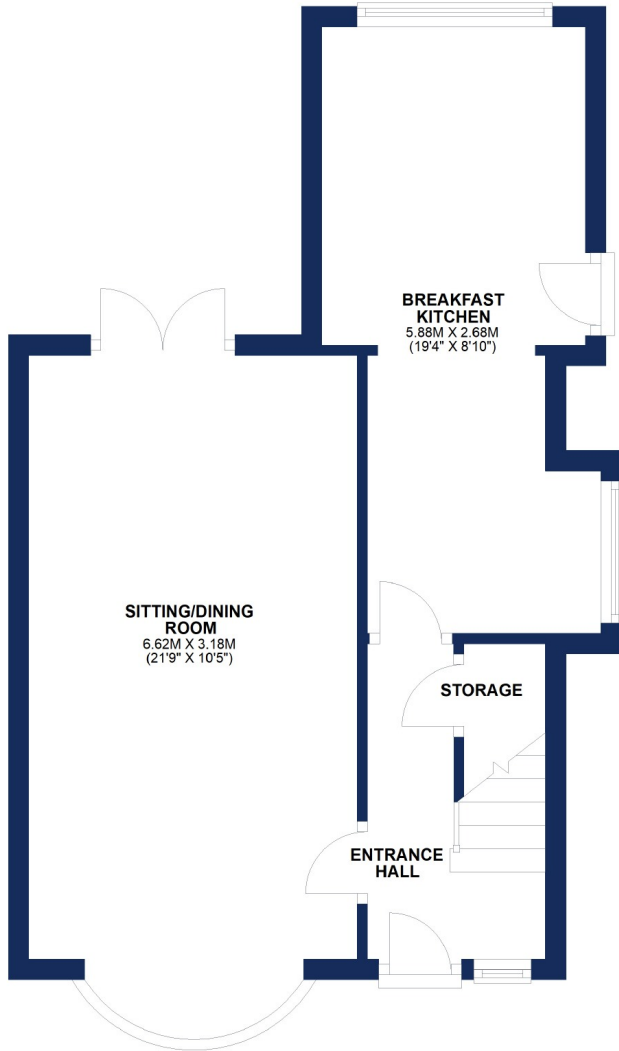 BREAKFAST
KITCHEN
5.88M X 2.68M
(19'4" X 8'10")
SITTING/DINING
ROOM
6.62M X 3.18M
(21'9" X 10'5")
STORAGE
ENTRANCE
HALL